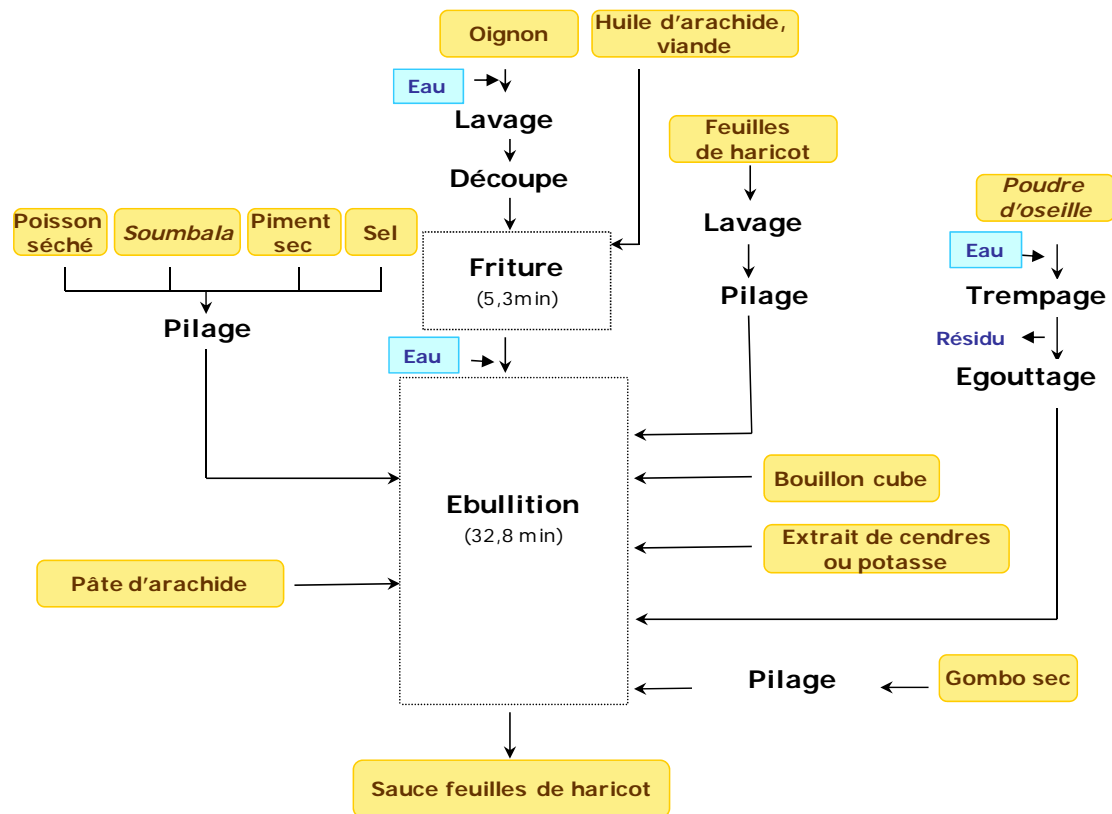 Oignon
Huile d'arachide,
viande
Eau
Lavage
Découpe
Feuilles
de haricot
Poudre
d'oseille
Poisson
séché
Soumbala
Piment
sec
Sel
Lavage
Eau
Friture
(5,3min)
Pilage
Trempage
Pilage
Résidu
Eau
Egouttage
Bouillon cube
Ebullition
(32,8 min)
Extrait de cendres
ou potasse
Pâte d'arachide
Pilage
Gombo sec
Sauce feuilles de haricot